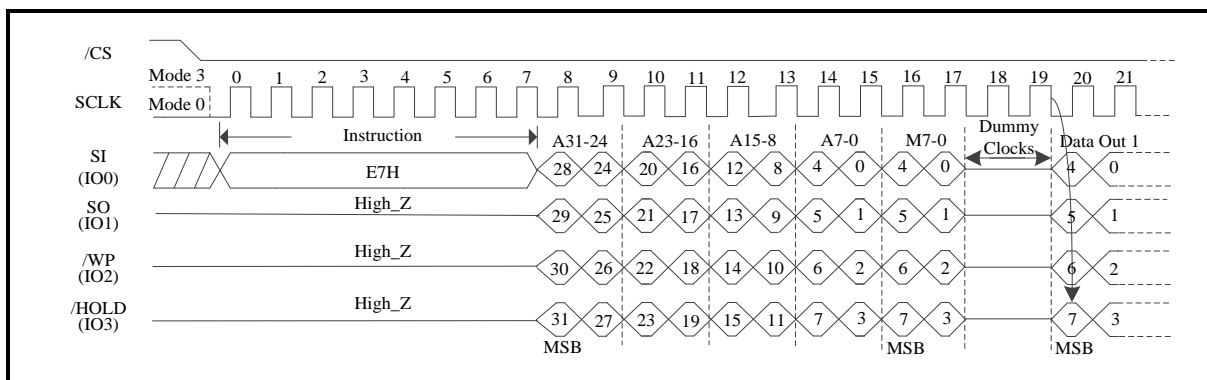 /CS
Mode 3 0 1 2 3 4 5 6 7 8 9 10 11 12 13 14 15 16 17 18 19 20 21
SCLK Mode 0
Instruction A31-24 A23-16 A15-8 A7-0 M7-0 Dummy Clocks Data Out 1
SI
(IO0) E7H 28 24 20 16 12 8 4 0 4 0 4 0
SO
(IO1) High_Z 29 25 21 17 13 9 5 1 5 1 5 1
/WP
(IO2) High_Z 30 26 22 18 14 10 6 2 6 2 6 2
/HOLD
(IO3) High_Z 31 27 23 19 15 11 7 3 7 3 7 3
MSB MSB MSB